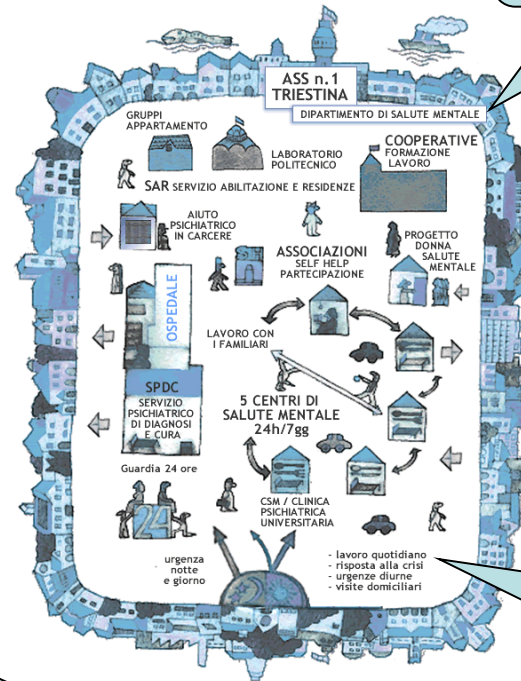 ASS n.1
TRIESTINA
DIPARTIMENTO DI SALUTE MENTALE
GRUPPI
APPARTAMENTO
LABORATORIO
POLITECNICO
COOPERATIVE
FORMAZIONE
LAVORO
SAR SERVIZIO ABILITAZIONE E RESIDENZE
AIUTO
PSICHIATRICO
IN CARCERE
ASSOCIAZIONI
SELF HELP
PARTECIPAZIONE
PROGETTO
DONNA
SALUTE
MENTALE
OSPEDALE
LAVORO CON
I FAMILIARI
SPDC
SERVIZIO
PSICHIATRICO
DI DIAGNOSI
E CURA
5 CENTRI DI
SALUTE MENTALE
24h/7gg
Guardia 24 ore
24
CSM / CLINICA
PSICHIATRICA
UNIVERSITARIA
urgenza
notte
e giorno
- lavoro quotidiano
- risposta alla crisi
- urgenze diurne
- visite domiciliari